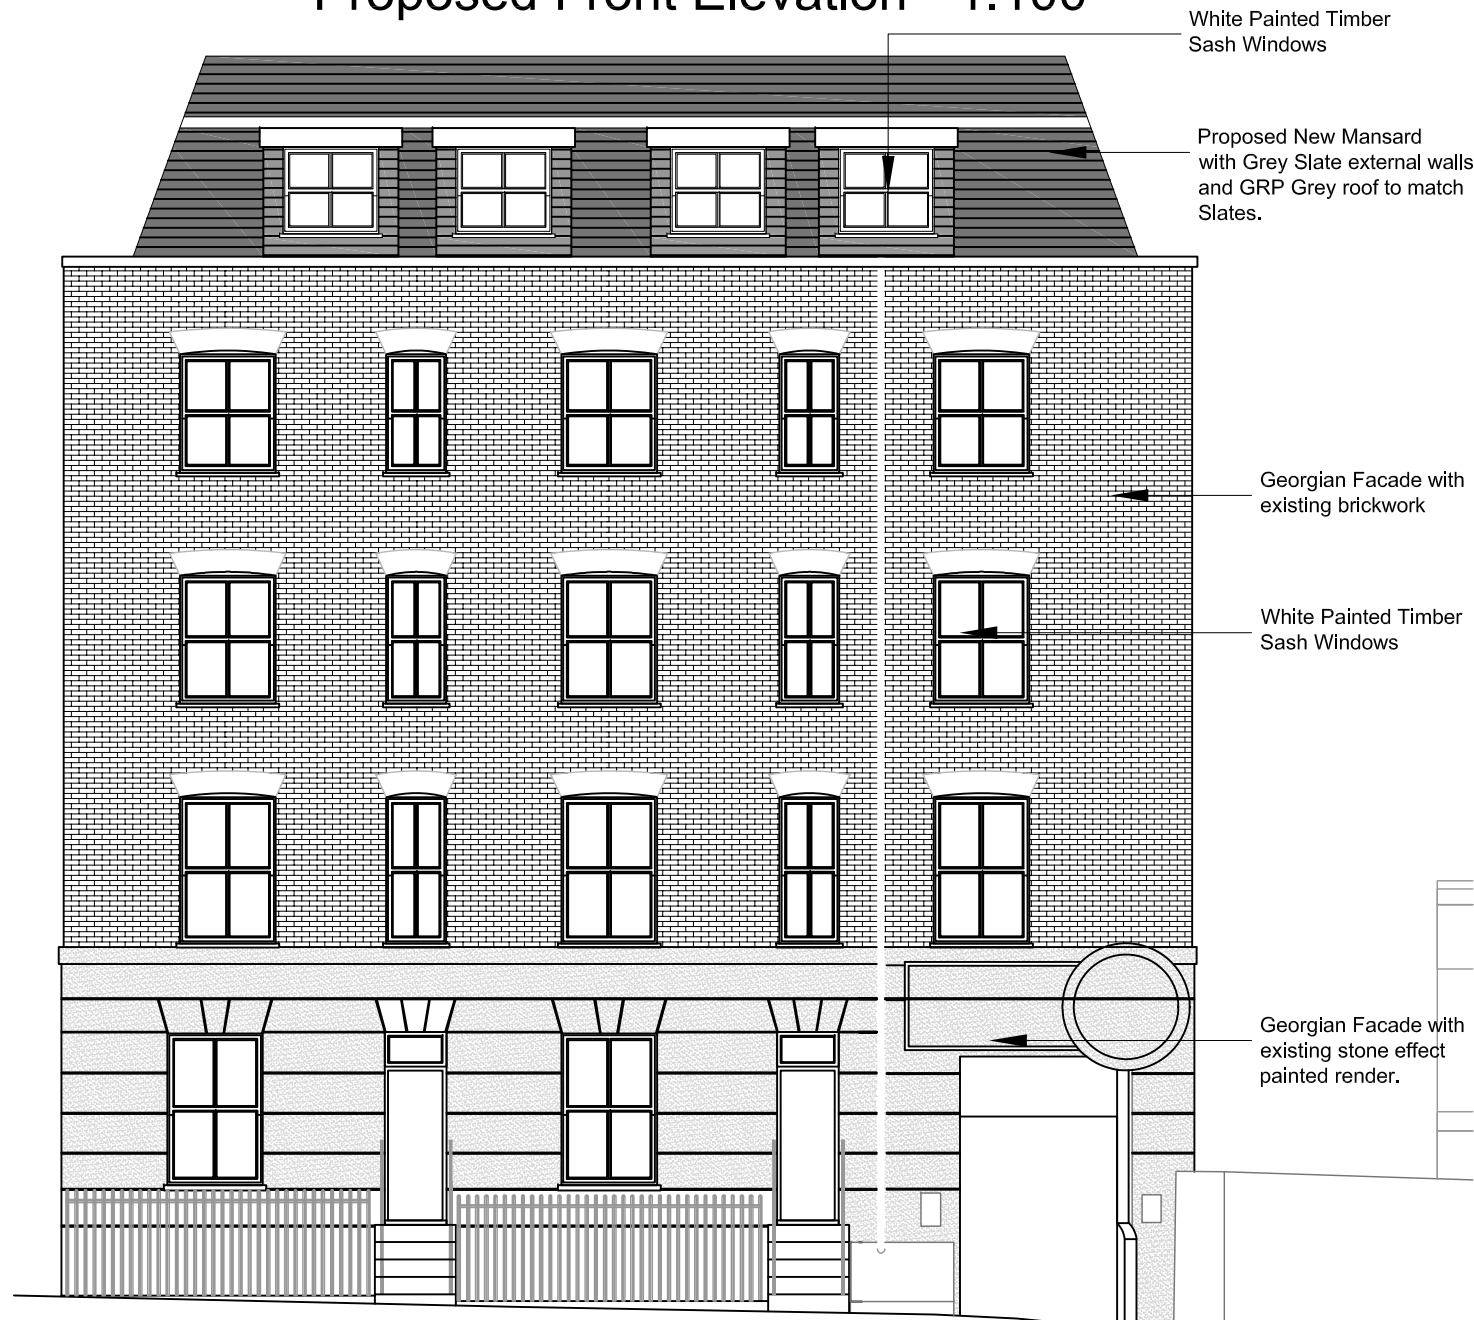 Proposed Front Elevation - 1:100
White Painted Timber
Sash Windows
Proposed New Mansard
with Grey Slate external walls
and GRP Grey roof to match
Slates.
Georgian Facade with
existing brickwork
White Painted Timber
Sash Windows
Georgian Facade with
existing stone effect
painted render.